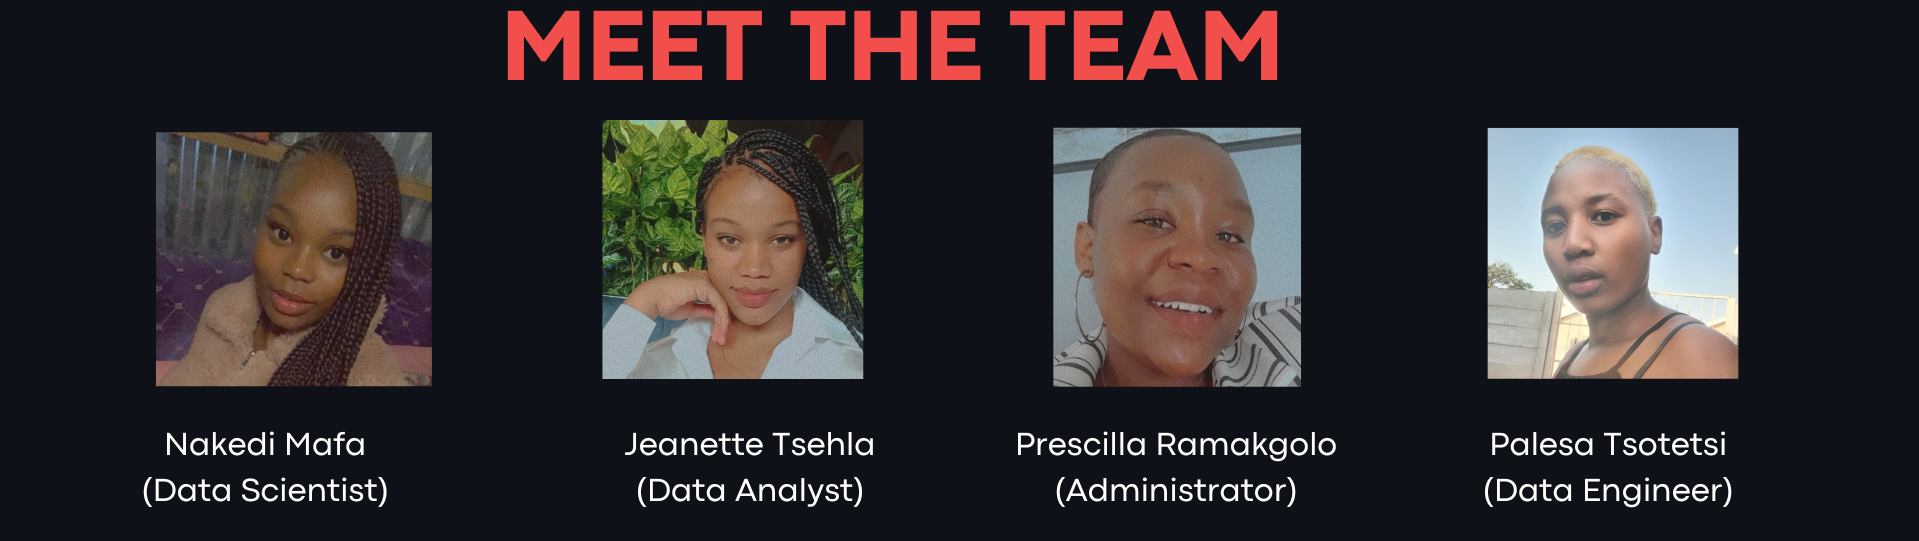 MEET THE TEAM
Nakedi Mafa
(Data Scientist)
Jeanette Tsehla
(Data Analyst)
Prescilla Ramakgolo
(Administrator)
Palesa Tsotetsi
(Data Engineer)